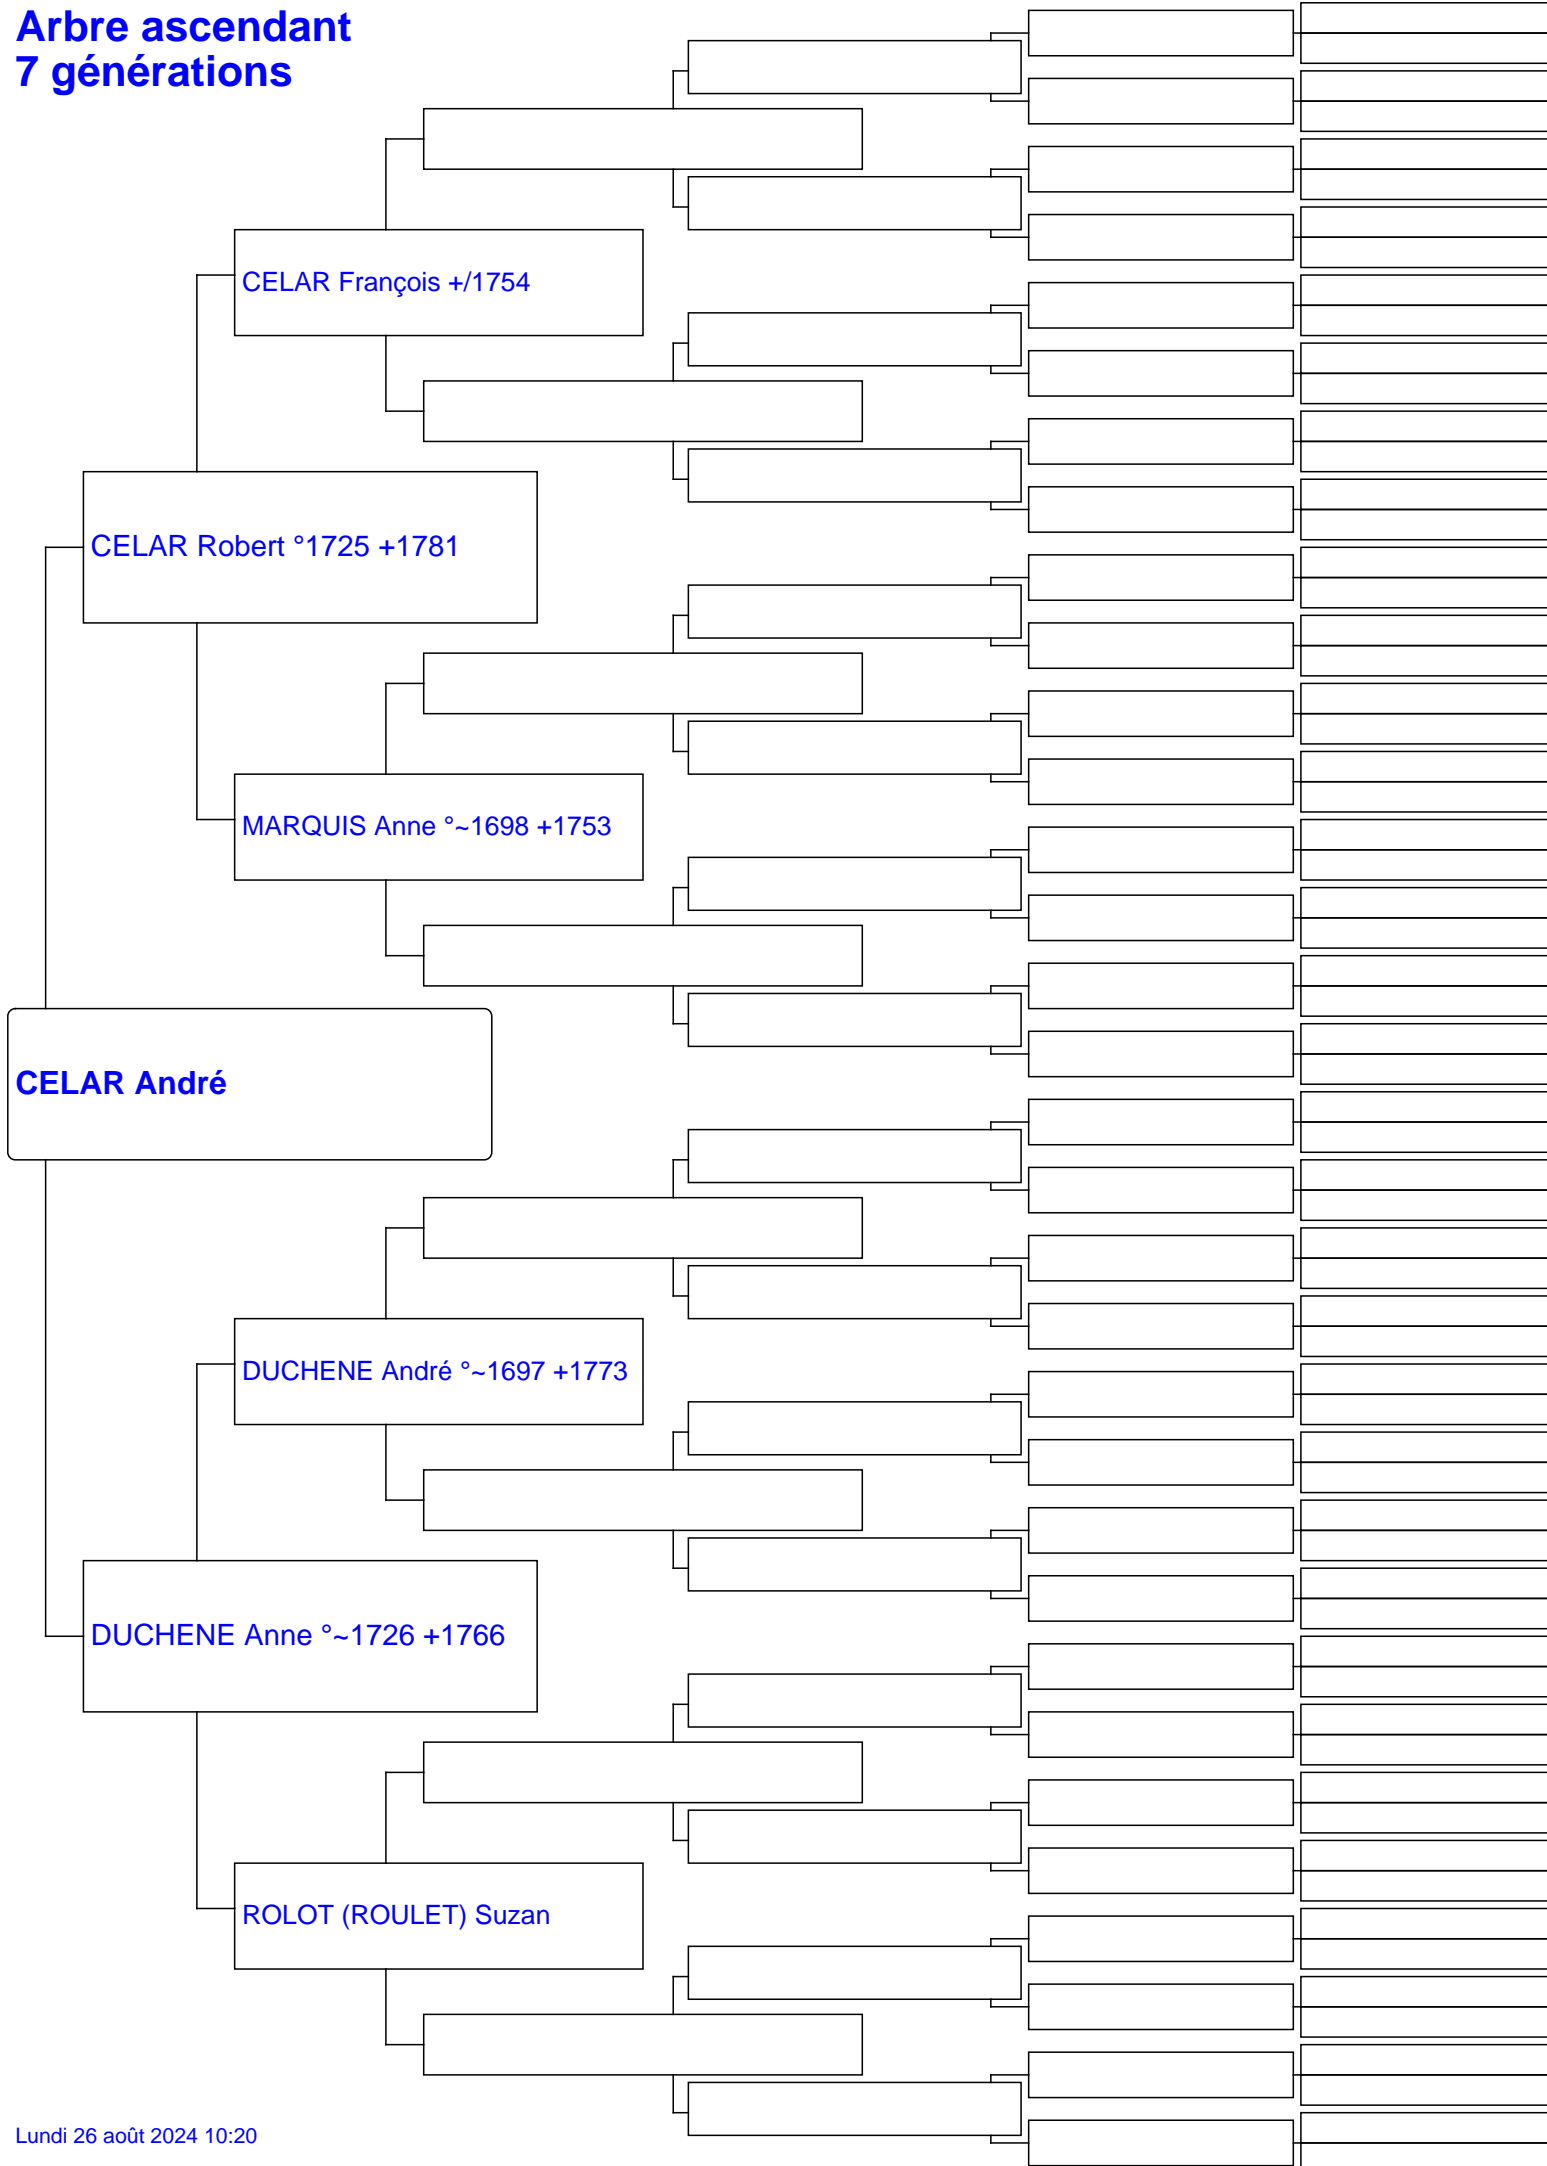 Arbre ascendant
7 générations
CELAR François +/1754
CELAR Robert °1725 +1781
MARQUIS Anne °~1698 +1753
CELAR André
DUCHENE André °~1697 +1773
DUCHENE Anne °~1726 +1766
ROLOT (ROULET) Suzan
Lundi 26 août 2024 10:20